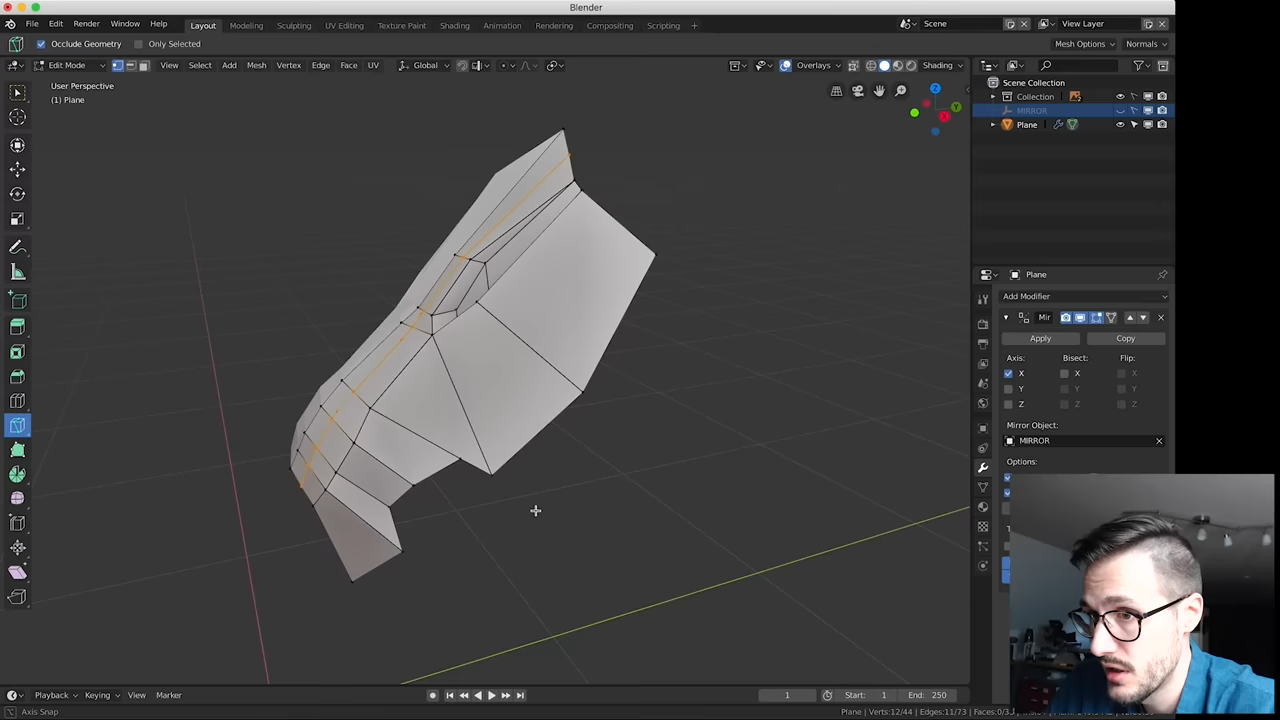 Blender
File Edit Render Window Help
Layout Modeling Sculpting UV Editing Texture Paint Shading Animation Rendering Compositing Scripting +
Scene
View Layer
Occlude Geometry Only Selected
Mesh Options Normals
Edit Mode View Select Add Mesh Vertex Edge Face UV
Global
Overlays
Shading
User Perspective
(1) Plane
Z
Y
X
Scene Collection
Collection
MIRROR
Plane
Plane
Add Modifier
Mir
Apply Copy
Axis: Bisect: Flip:
X X X
Y Y Y
Z Z Z
Mirror Object:
MIRROR
Options:
Playback Keying View Marker
1
Start: 1
End: 250
Axis Snap
Plane | Verts:12/44 | Edges:11/73 | Faces:0/3